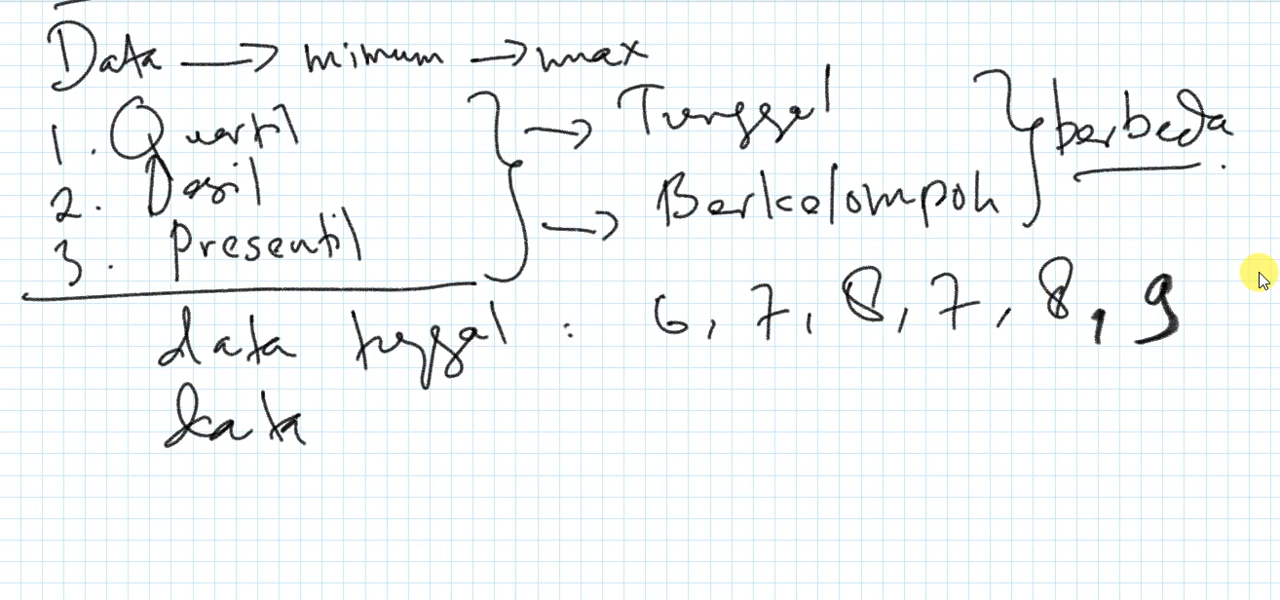 Data → minimum → max
1. Quartil } → Tunggal } berbeda.
2. Desil
3. Presentil → Berkelompok
data tunggal : 6, 7, 8, 7, 8, 9
data